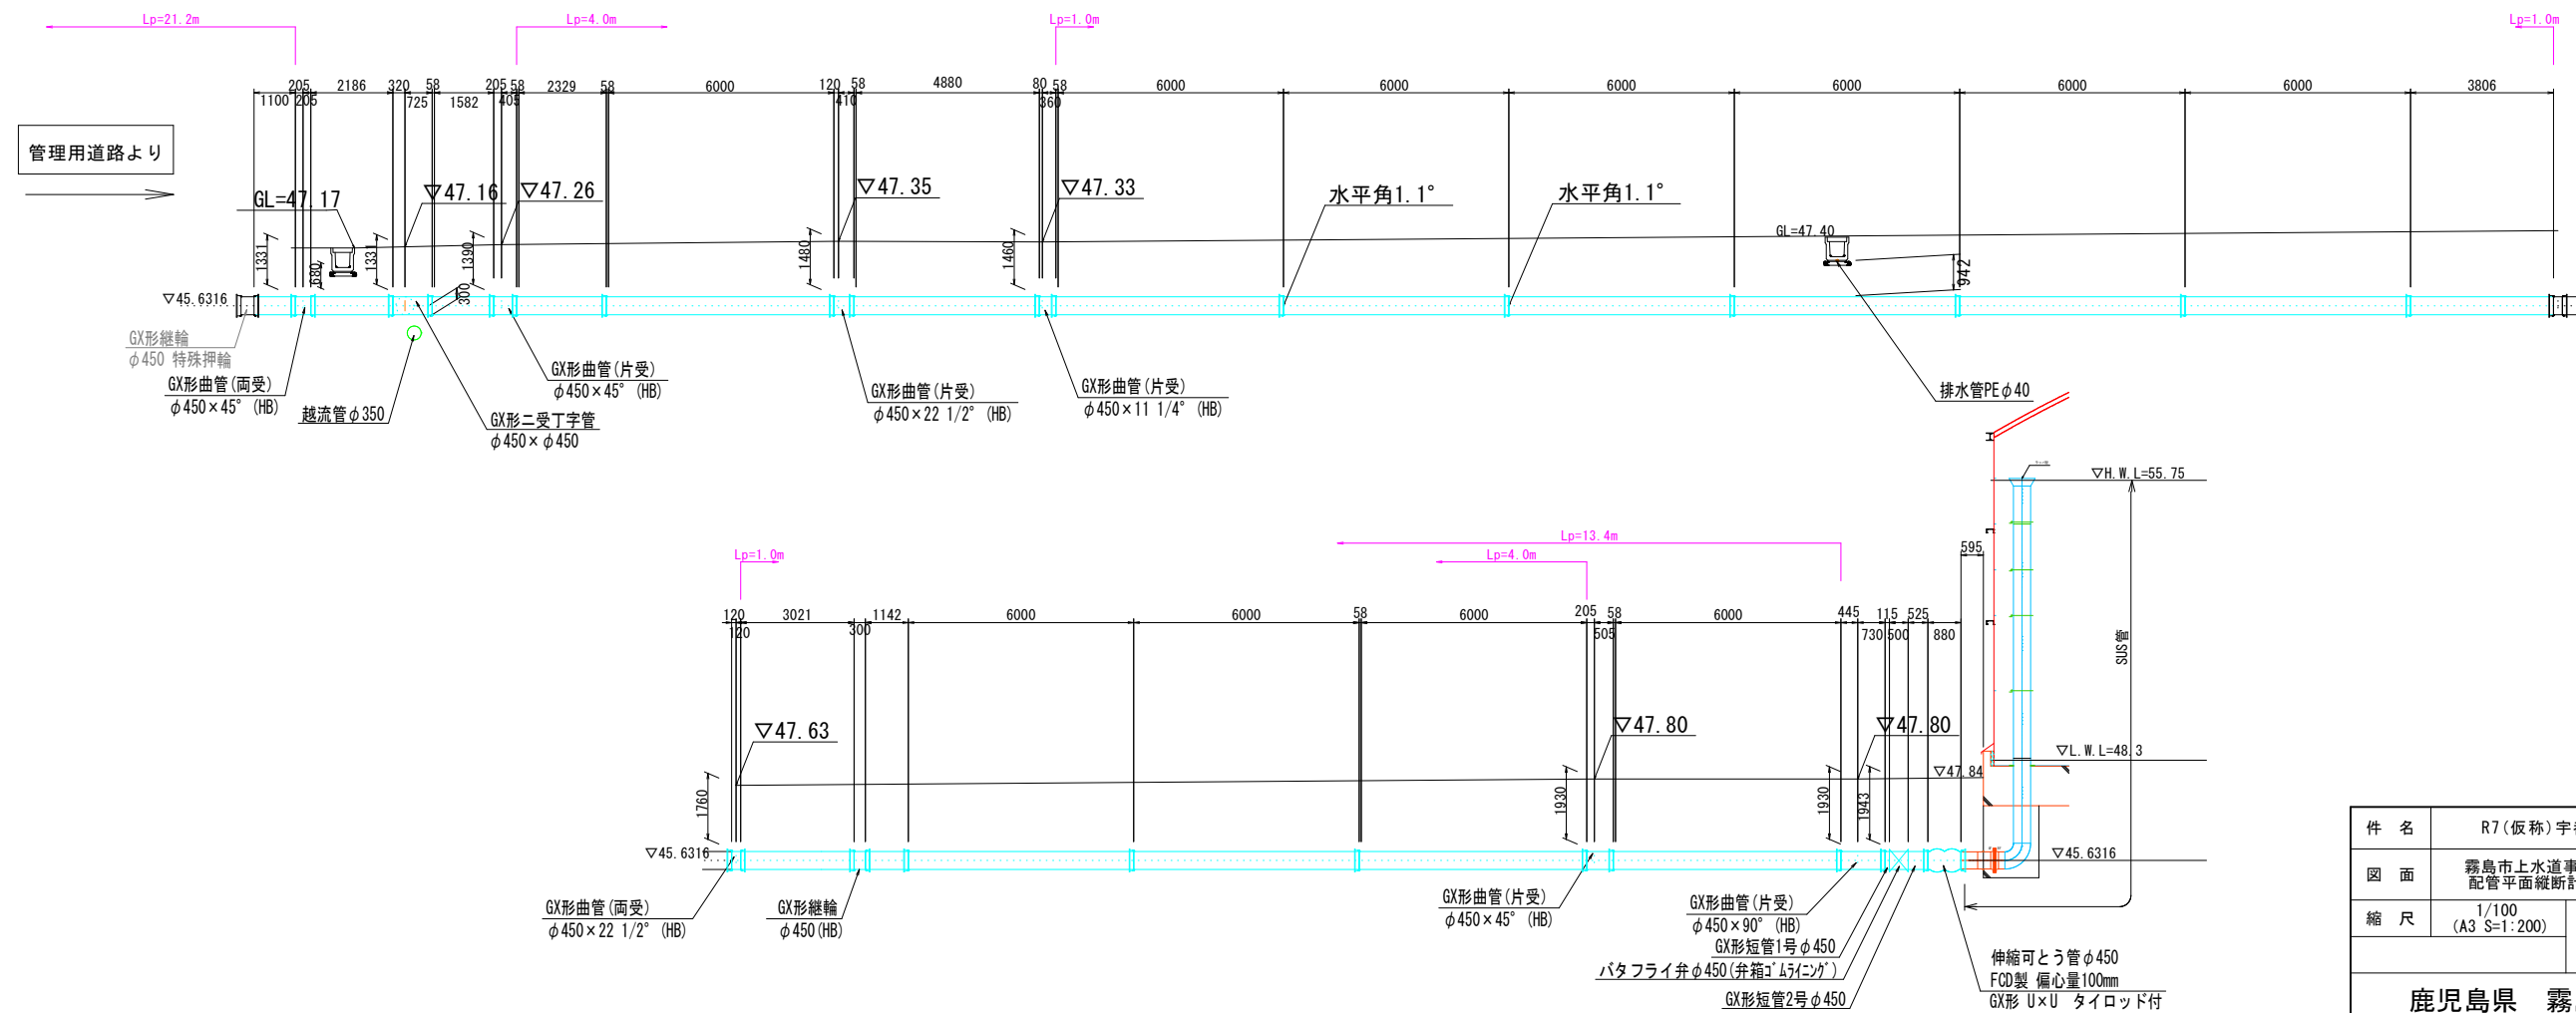 Lp=21.2m
Lp=4.0m
Lp=1.0m
Lp=1.0m
205 2186 320 58 205 58 2329 58 6000 120 58 4880 80 58 6000 6000 6000 6000 6000 6000 3806
1100 205 725 1582 405 410 360
管理用道路より
GL=47.17
▽47.16
▽47.26
▽47.35
▽47.33
水平角1.1°
水平角1.1°
GL=47.40
1331
680
1331
1390
300
1480
1460
942
▽45.6316
GX形継輪
φ450 特殊押輪
GX形曲管(両受)
φ450×45° (HB)
越流管φ350
GX形二受丁字管
φ450×φ450
GX形曲管(片受)
φ450×45° (HB)
GX形曲管(片受)
φ450×22 1/2° (HB)
GX形曲管(片受)
φ450×11 1/4° (HB)
排水管PEφ40
▽H.W.L=55.75
SUS管
▽L.W.L=48.3
▽47.84
▽45.6316
595
Lp=1.0m
Lp=13.4m
Lp=4.0m
120 3021 1142 6000 6000 58 6000 205 58 6000 445 115 525
120 300 505 730 500 880
▽47.63
▽47.80
▽47.80
1760
1930
1930
1943
▽45.6316
GX形曲管(両受)
φ450×22 1/2° (HB)
GX形継輪
φ450(HB)
GX形曲管(片受)
φ450×45° (HB)
GX形曲管(片受)
φ450×90° (HB)
GX形短管1号φ450
バタフライ弁φ450(弁箱ｺﾞﾑﾗｲﾆﾝｸﾞ)
GX形短管2号φ450
伸縮可とう管φ450
FCD製 偏心量100mm
GX形 U×U タイロッド付
件 名 R7(仮称)宇
図 面 霧島市上水道事
配管平面縦断
縮 尺 1/100
(A3 S=1:200)
鹿児島県 霧